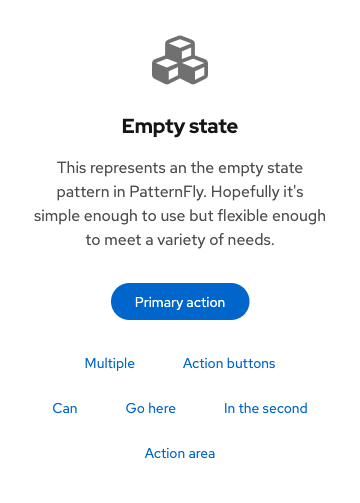 Empty state
This represents an the empty state
pattern in PatternFly. Hopefully it's
simple enough to use but flexible enough
to meet a variety of needs.
Primary action
Multiple Action buttons
Can Go here In the second
Action area